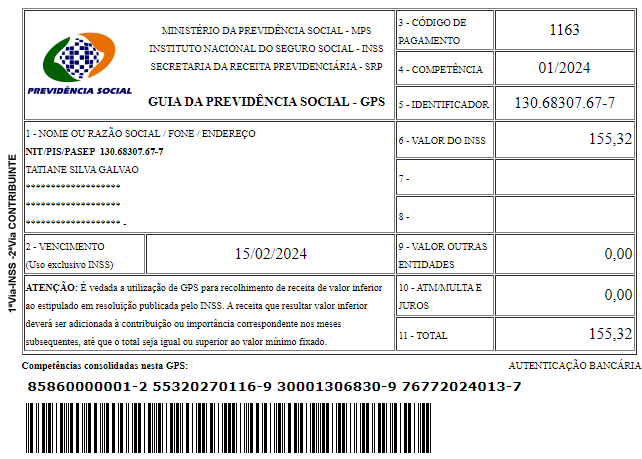 PREVIDÊNCIA SOCIAL
MINISTÉRIO DA PREVIDÊNCIA SOCIAL - MPS
INSTITUTO NACIONAL DO SEGURO SOCIAL - INSS
SECRETARIA DA RECEITA PREVIDENCIÁRIA - SRP
GUIA DA PREVIDÊNCIA SOCIAL - GPS
3 - CÓDIGO DE
PAGAMENTO
1163
4 - COMPETÊNCIA
01/2024
5 - IDENTIFICADOR
130.68307.67-7
1 - NOME OU RAZÃO SOCIAL / FONE / ENDEREÇO
NIT/PIS/PASEP 130.68307.67-7
TATIANE SILVA GALVAO
*******************
*******************
******************* -
6 - VALOR DO INSS
155,32
7 -
8 -
2 - VENCIMENTO
(Uso exclusivo INSS)
15/02/2024
9 - VALOR OUTRAS
ENTIDADES
0,00
ATENÇÃO: É vedada a utilização de GPS para recolhimento de receita de valor inferior
ao estipulado em resolução publicada pelo INSS. A receita que resultar valor inferior
deverá ser adicionada à contribuição ou importância correspondente nos meses
subsequentes, até que o total seja igual ou superior ao valor mínimo fixado.
10 - ATM/MULTA E
JUROS
0,00
11 - TOTAL
155,32
1ªVia-INSS -2ªVia CONTRIBUINTE
Competências consolidadas nesta GPS:
AUTENTICAÇÃO BANCÁRIA
85860000001-2 55320270116-9 30001306830-9 76772024013-7